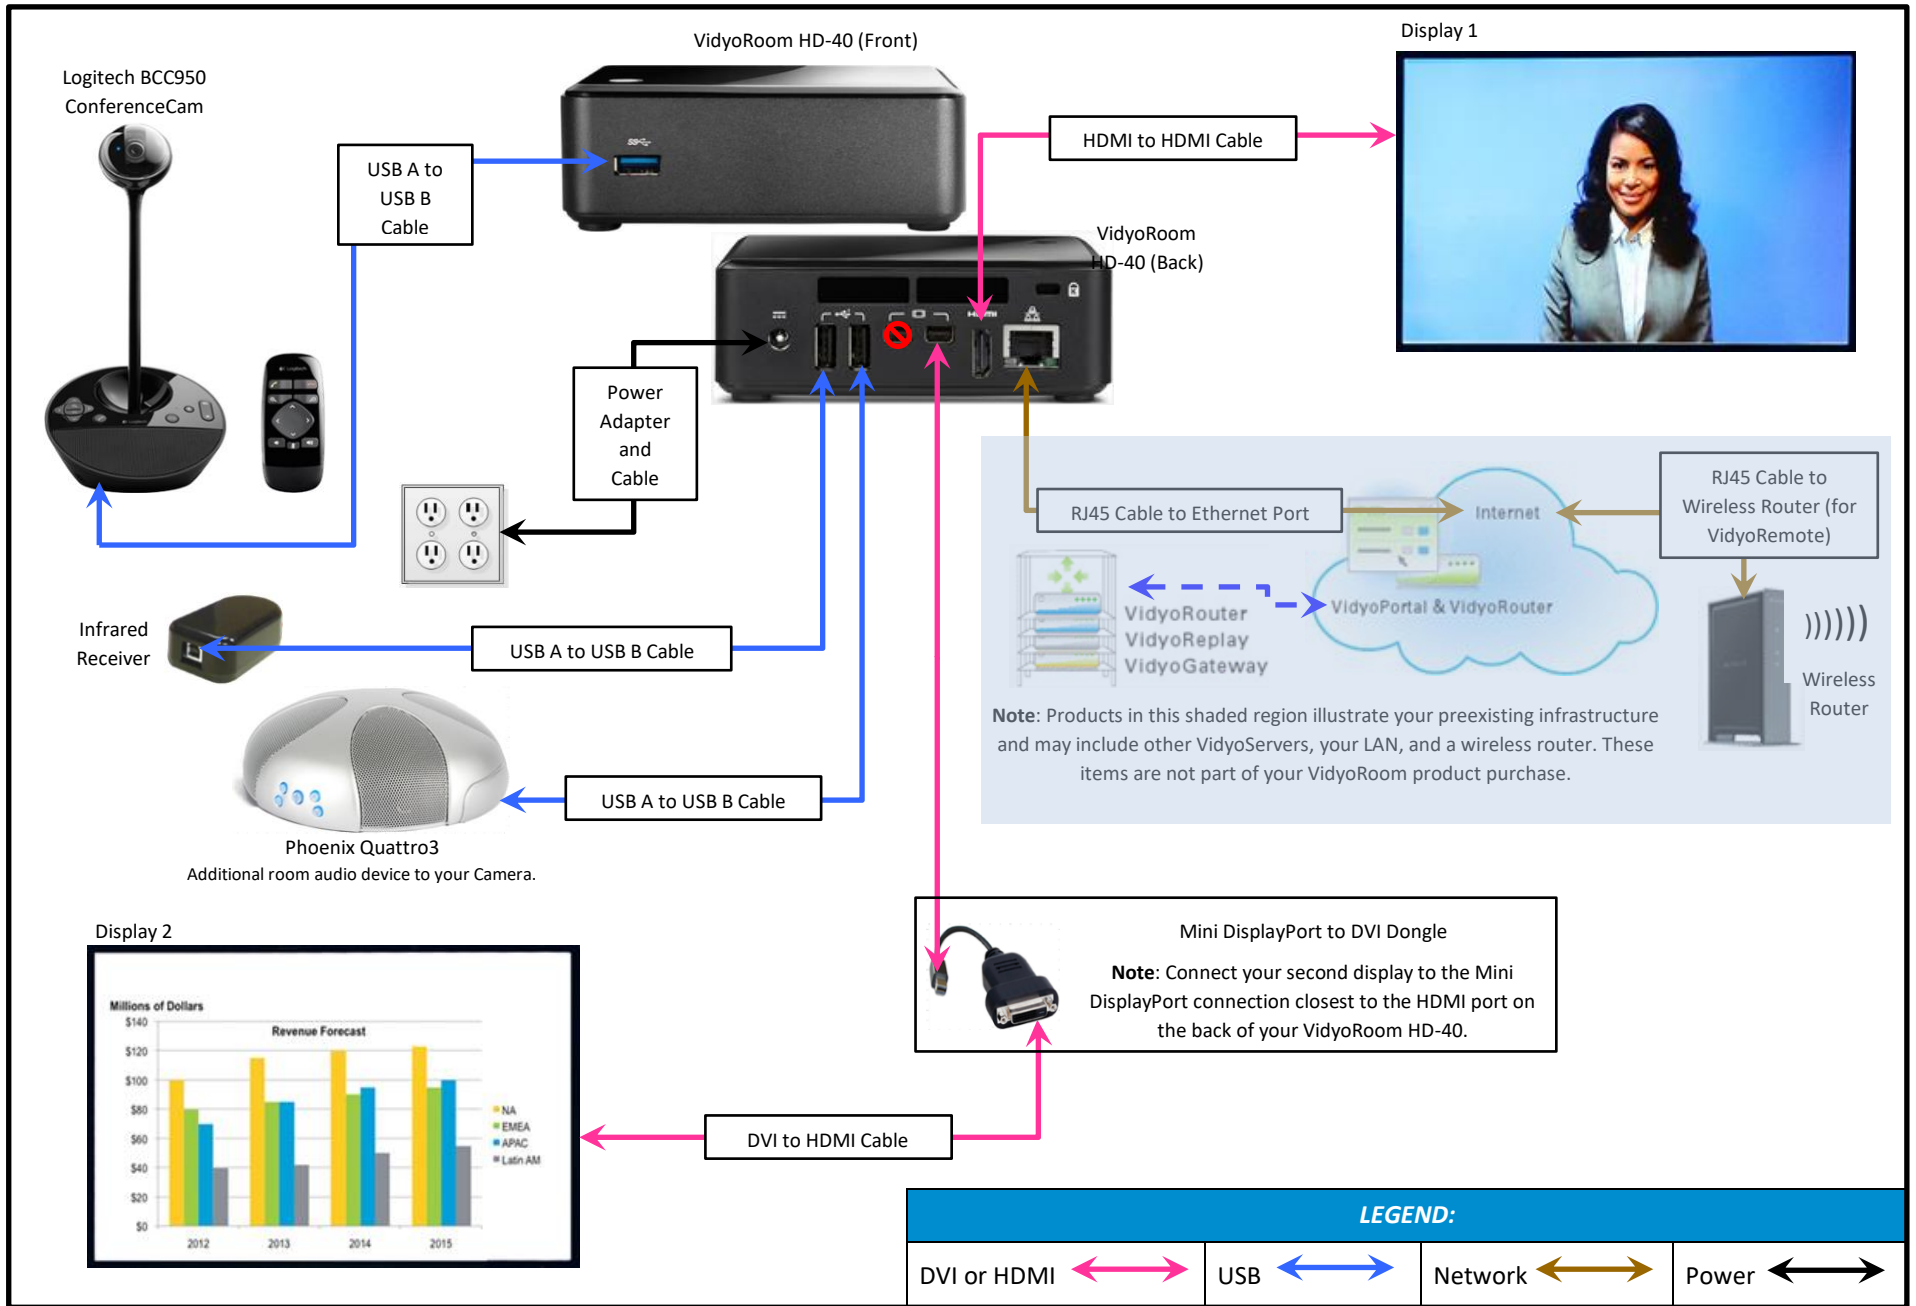 VidyoRoom HD-40 (Front)
Display 1
Logitech BCC950
ConferenceCam
HDMI to HDMI Cable
USB A to
USB B
Cable
VidyoRoom
HD-40 (Back)
HDMI
Power
Adapter
and
Cable
RJ45 Cable to Ethernet Port
Internet
RJ45 Cable to
Wireless Router (for
VidyoRemote)
VidyoRouter
VidyoReplay
VidyoGateway
VidyoPortal & VidyoRouter
Wireless
Router
Note: Products in this shaded region illustrate your preexisting infrastructure
and may include other VidyoServers, your LAN, and a wireless router. These
items are not part of your VidyoRoom product purchase.
Infrared
Receiver
USB A to USB B Cable
USB A to USB B Cable
Phoenix Quattro3
Additional room audio device to your Camera.
Mini DisplayPort to DVI Dongle
Note: Connect your second display to the Mini
DisplayPort connection closest to the HDMI port on
the back of your VidyoRoom HD-40.
Display 2
Millions of Dollars
Revenue Forecast
$140
$120
$100
$80
$60
$40
$20
$0
2012 2013 2014 2015
NA
EMEA
APAC
Latin AM
DVI to HDMI Cable
LEGEND:
DVI or HDMI USB Network Power